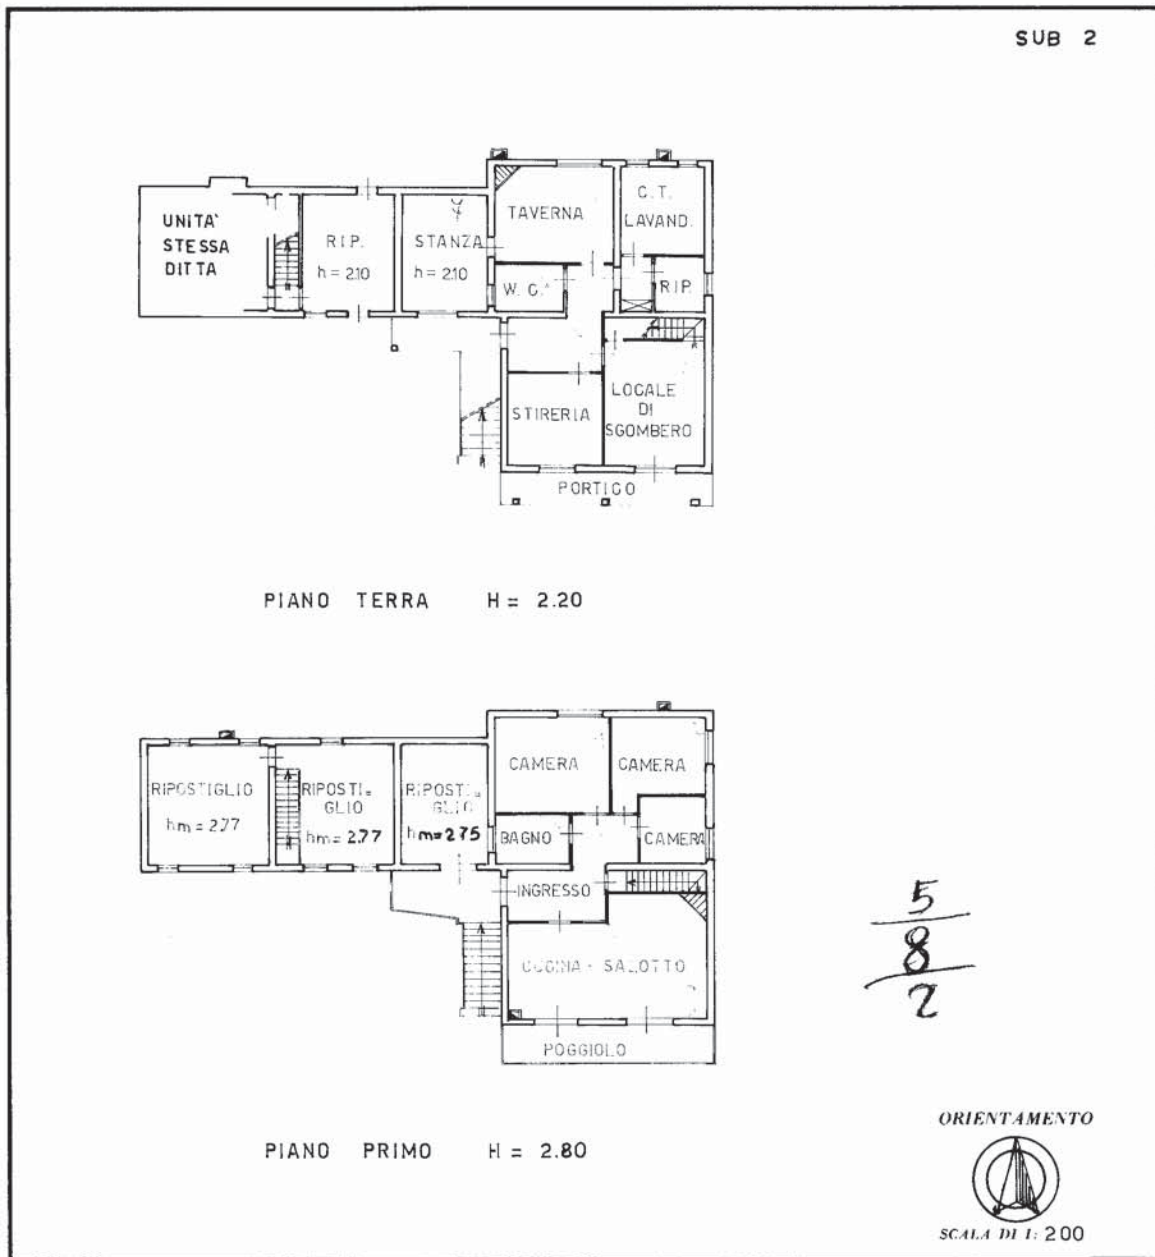 SUB 2
UNITA'
STESSA
DITTA
RIP.
h = 2.10
STANZA
h = 2.10
TAVERNA
C.T.
LAVAND.
W. C.
RIP.
STIRERIA
LOCALE
DI
SGOMBERO
PORTICO
PIANO TERRA H = 2.20
RIPOSTIGLIO
hm = 2.77
RIPOSTI=
GLIO
hm = 2.77
RIPOSTI=
GLIO
hm = 2.75
CAMERA
CAMERA
BAGNO
CAMERA
INGRESSO
CUCINA - SALOTTO
POGGIOLO
5
8
2
PIANO PRIMO H = 2.80
ORIENTAMENTO
SCALA DI 1: 200